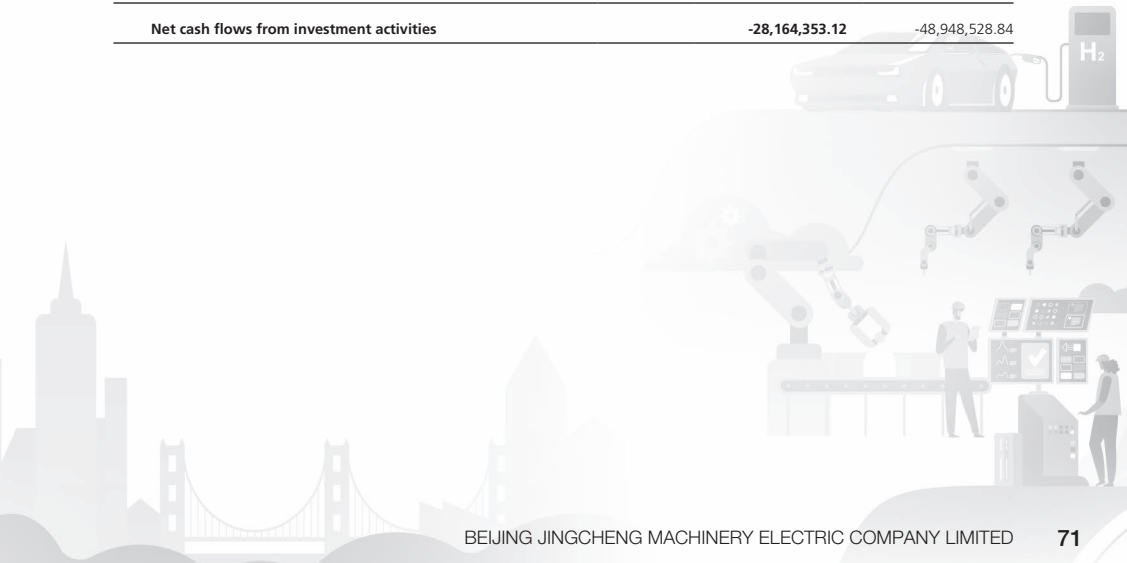 Net cash flows from investment activities -28,164,353.12 -48,948,528.84
H2
BEIJING JINGCHENG MACHINERY ELECTRIC COMPANY LIMITED 71